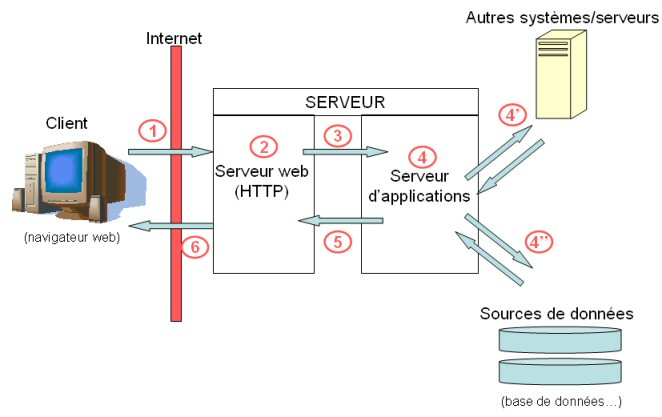 Autres systèmes/serveurs
Internet
SERVEUR
Client
1
2
3
4
4'
Serveur web
(HTTP)
Serveur
d'applications
(navigateur web)
6
5
4''
Sources de données
(base de données...)